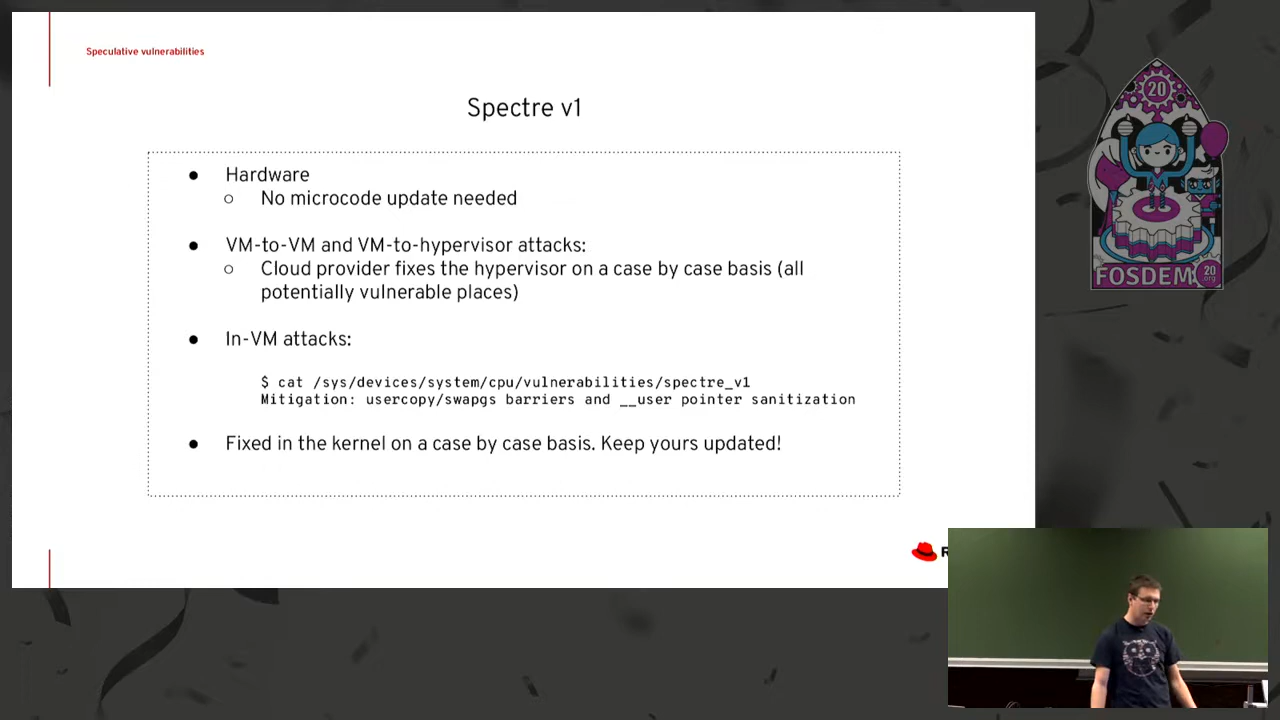 Speculative vulnerabilities
Spectre v1
● Hardware
○ No microcode update needed
● VM-to-VM and VM-to-hypervisor attacks:
○ Cloud provider fixes the hypervisor on a case by case basis (all
potentially vulnerable places)
● In-VM attacks:
$ cat /sys/devices/system/cpu/vulnerabilities/spectre_v1
Mitigation: usercopy/swapgs barriers and __user pointer sanitization
● Fixed in the kernel on a case by case basis. Keep yours updated!
20
FOSDEM
20
.org